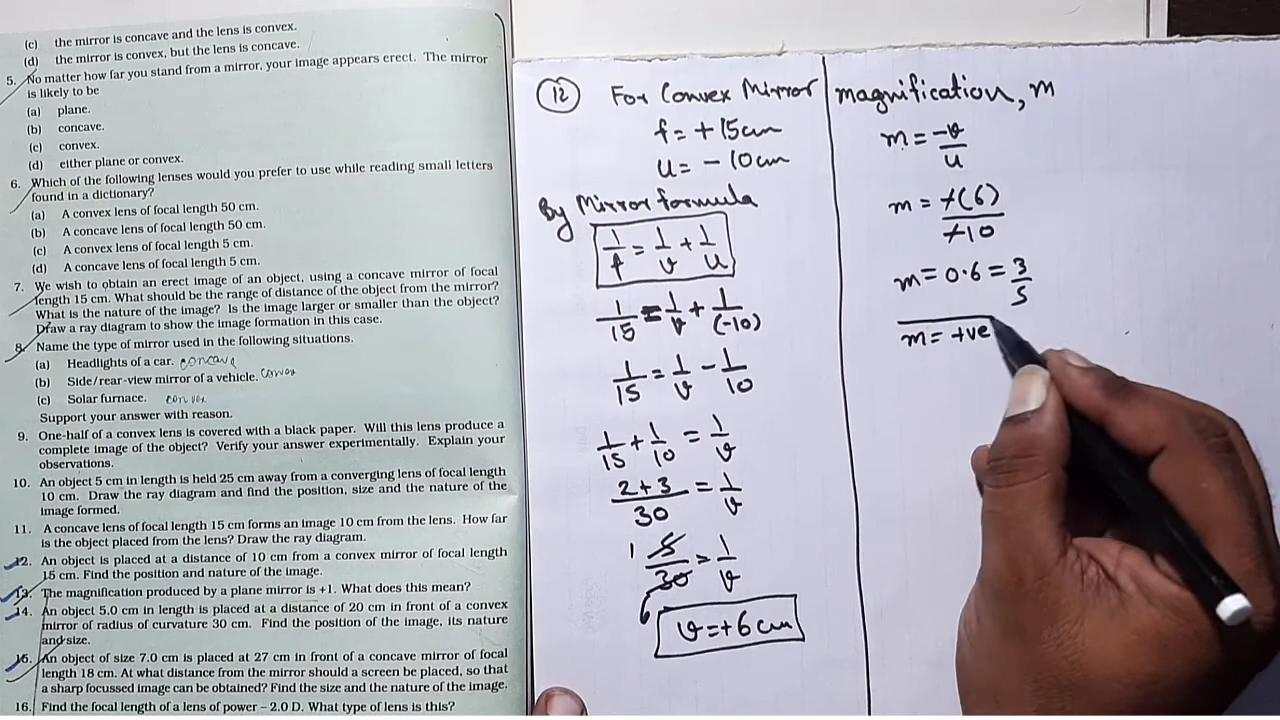 (c) the mirror is concave and the lens is convex.
(d) the mirror is convex, but the lens is concave.
5. No matter how far you stand from a mirror, your image appears erect. The mirror
is likely to be
(a) plane.
(b) concave.
(c) convex.
(d) either plane or convex.
6. Which of the following lenses would you prefer to use while reading small letters
found in a dictionary?
(a) A convex lens of focal length 50 cm.
(b) A concave lens of focal length 50 cm.
(c) A convex lens of focal length 5 cm.
(d) A concave lens of focal length 5 cm.
7. We wish to obtain an erect image of an object, using a concave mirror of focal
length 15 cm. What should be the range of distance of the object from the mirror?
What is the nature of the image? Is the image larger or smaller than the object?
Draw a ray diagram to show the image formation in this case.
8. Name the type of mirror used in the following situations.
(a) Headlights of a car. concave
(b) Side/rear-view mirror of a vehicle. convex
(c) Solar furnace. convex
Support your answer with reason.
9. One-half of a convex lens is covered with a black paper. Will this lens produce a
complete image of the object? Verify your answer experimentally. Explain your
observations.
10. An object 5 cm in length is held 25 cm away from a converging lens of focal length
10 cm. Draw the ray diagram and find the position, size and the nature of the
image formed.
11. A concave lens of focal length 15 cm forms an image 10 cm from the lens. How far
is the object placed from the lens? Draw the ray diagram.
12. An object is placed at a distance of 10 cm from a convex mirror of focal length
15 cm. Find the position and nature of the image.
13. The magnification produced by a plane mirror is +1. What does this mean?
14. An object 5.0 cm in length is placed at a distance of 20 cm in front of a convex
mirror of radius of curvature 30 cm. Find the position of the image, its nature
and size.
15. An object of size 7.0 cm is placed at 27 cm in front of a concave mirror of focal
length 18 cm. At what distance from the mirror should a screen be placed, so that
a sharp focussed image can be obtained? Find the size and the nature of the image.
16. Find the focal length of a lens of power – 2.0 D. What type of lens is this?
12 For Convex Mirror
f = +15cm
u = -10cm
By Mirror formula
1/f = 1/v + 1/u
1/15 = 1/v + 1/(-10)
1/15 = 1/v - 1/10
1/15 + 1/10 = 1/v
2+3/30 = 1/v
1 5/30 = 1/v
6
v=+6cm
magnification, m
m = -v/u
m = -(6)/-10
m = 0.6 = 3/5
m = +ve